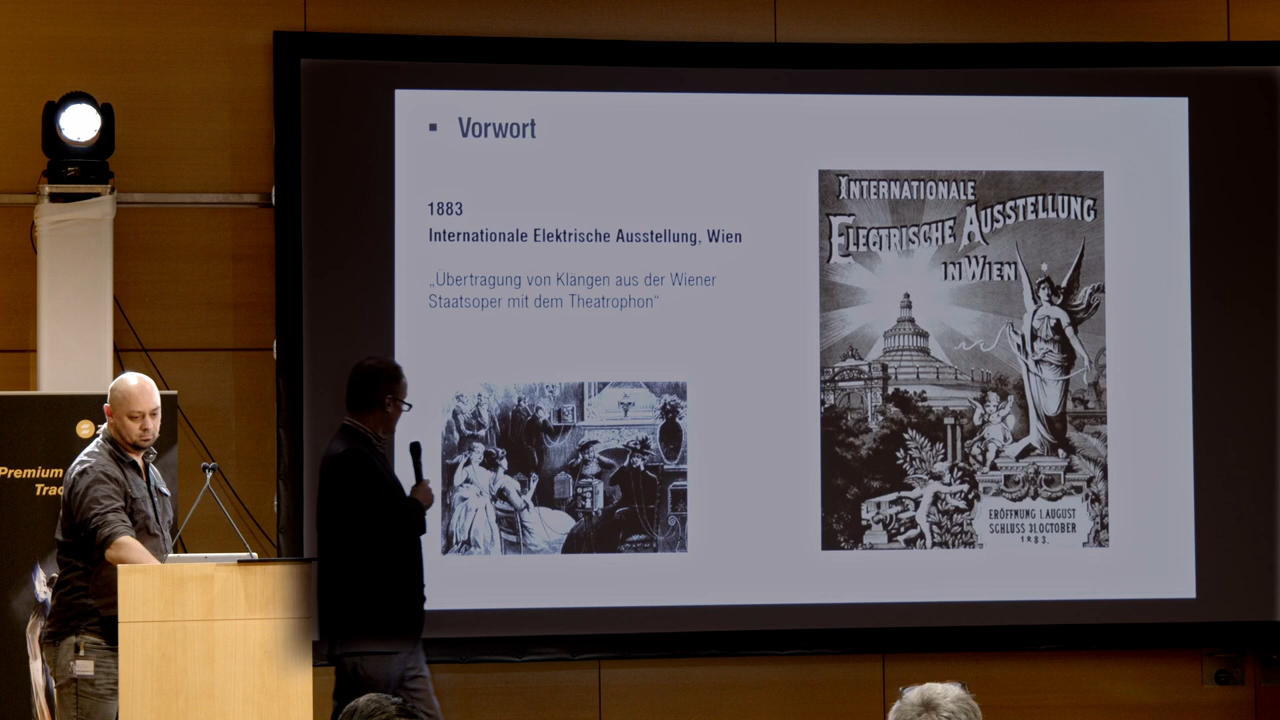 ▪ Vorwort
1883
Internationale Elektrische Ausstellung, Wien
„Übertragung von Klängen aus der Wiener
Staatsoper mit dem Theatrophon“
INTERNATIONALE
ELECTRISCHE AUSSTELLUNG
IN WIEN
ERÖFFNUNG 1. AUGUST
SCHLUSS 31. OCTOBER
1883.
Premium